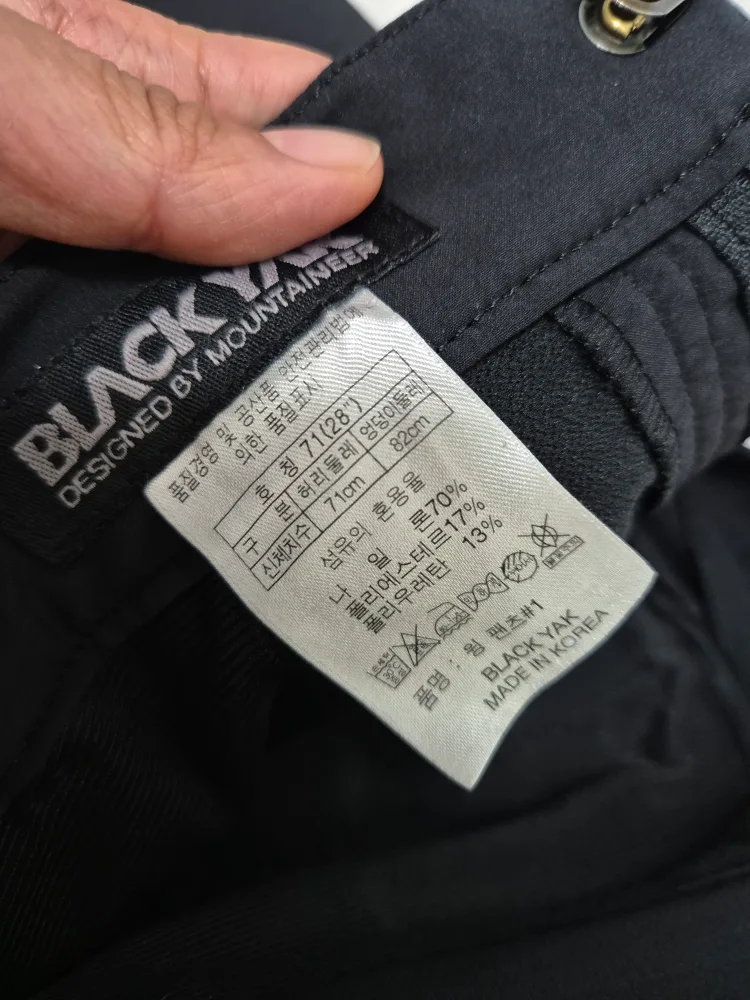 BLACK YAK
DESIGNED BY MOUNTAINEER
품질경영 및 공산품 안전관리법에
의한 품질표시
호 칭 71(28")
구 분 허리둘레 엉덩이둘레
신체치수 71cm 82cm
섬유의 혼용율
나 일 론70%
폴리에스테르17%
폴리우레탄 13%
품명 : 윔 팬츠#1
BLACK YAK
MADE IN KOREA